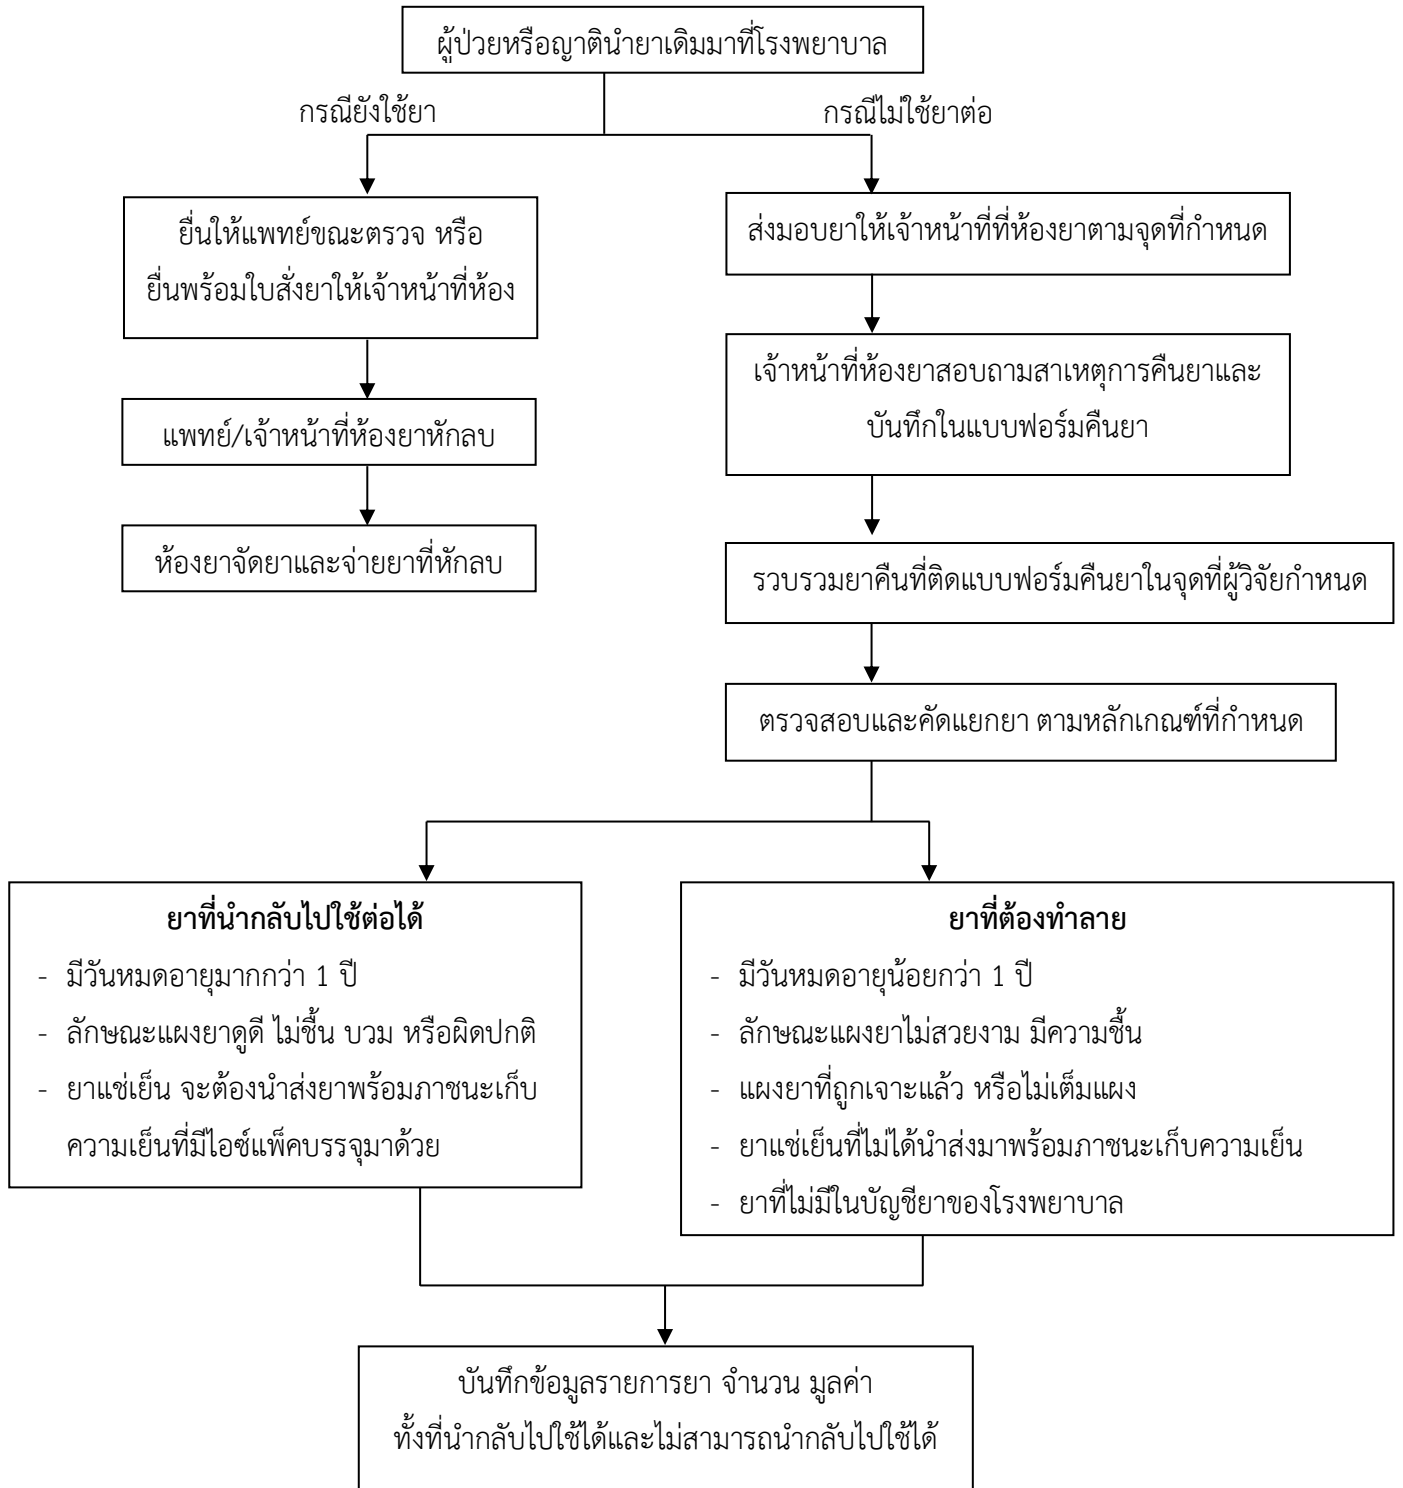 ผู้ป่วยหรือญาตินำยาเดิมมาที่โรงพยาบาล
กรณียังใช้ยา
กรณีไม่ใช้ยาต่อ
ยื่นให้แพทย์ขณะตรวจ หรือ
ยื่นพร้อมใบสั่งยาให้เจ้าหน้าที่ห้อง
แพทย์/เจ้าหน้าที่ห้องยาหักลบ
ห้องยาจัดยาและจ่ายยาที่หักลบ
ส่งมอบยาให้เจ้าหน้าที่ที่ห้องยาตามจุดที่กำหนด
เจ้าหน้าที่ห้องยาสอบถามสาเหตุการคืนยาและ
บันทึกในแบบฟอร์มคืนยา
รวบรวมยาคืนที่ติดแบบฟอร์มคืนยาในจุดที่ผู้วิจัยกำหนด
ตรวจสอบและคัดแยกยา ตามหลักเกณฑ์ที่กำหนด
ยาที่นำกลับไปใช้ต่อได้
- มีวันหมดอายุมากกว่า 1 ปี
- ลักษณะแผงยาดูดี ไม่ชื้น บวม หรือผิดปกติ
- ยาแช่เย็น จะต้องนำส่งยาพร้อมภาชนะเก็บ
ความเย็นที่มีไอซ์แพ็คบรรจุมาด้วย
ยาที่ต้องทำลาย
- มีวันหมดอายุน้อยกว่า 1 ปี
- ลักษณะแผงยาไม่สวยงาม มีความชื้น
- แผงยาที่ถูกเจาะแล้ว หรือไม่เต็มแผง
- ยาแช่เย็นที่ไม่ได้นำส่งมาพร้อมภาชนะเก็บความเย็น
- ยาที่ไม่มีในบัญชียาของโรงพยาบาล
บันทึกข้อมูลรายการยา จำนวน มูลค่า
ทั้งที่นำกลับไปใช้ได้และไม่สามารถนำกลับไปใช้ได้